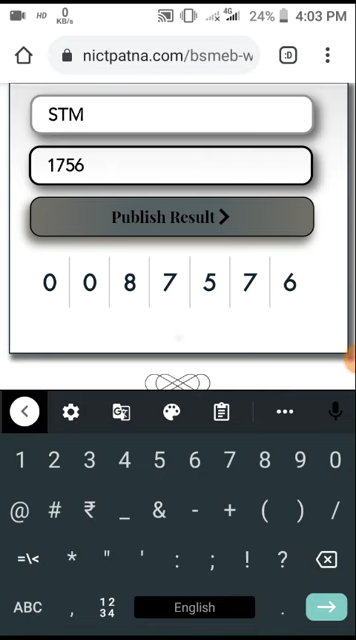 HD 0 KB/s 4G 24% 4:03 PM
nictpatna.com/bsmeb-w :D
STM
1756
Publish Result
0 0 8 7 5 7 6
1 2 3 4 5 6 7 8 9 0
@ # ₹ _ & - + ( ) /
=\< * " ' : ; ! ?
ABC , 12 34 English .